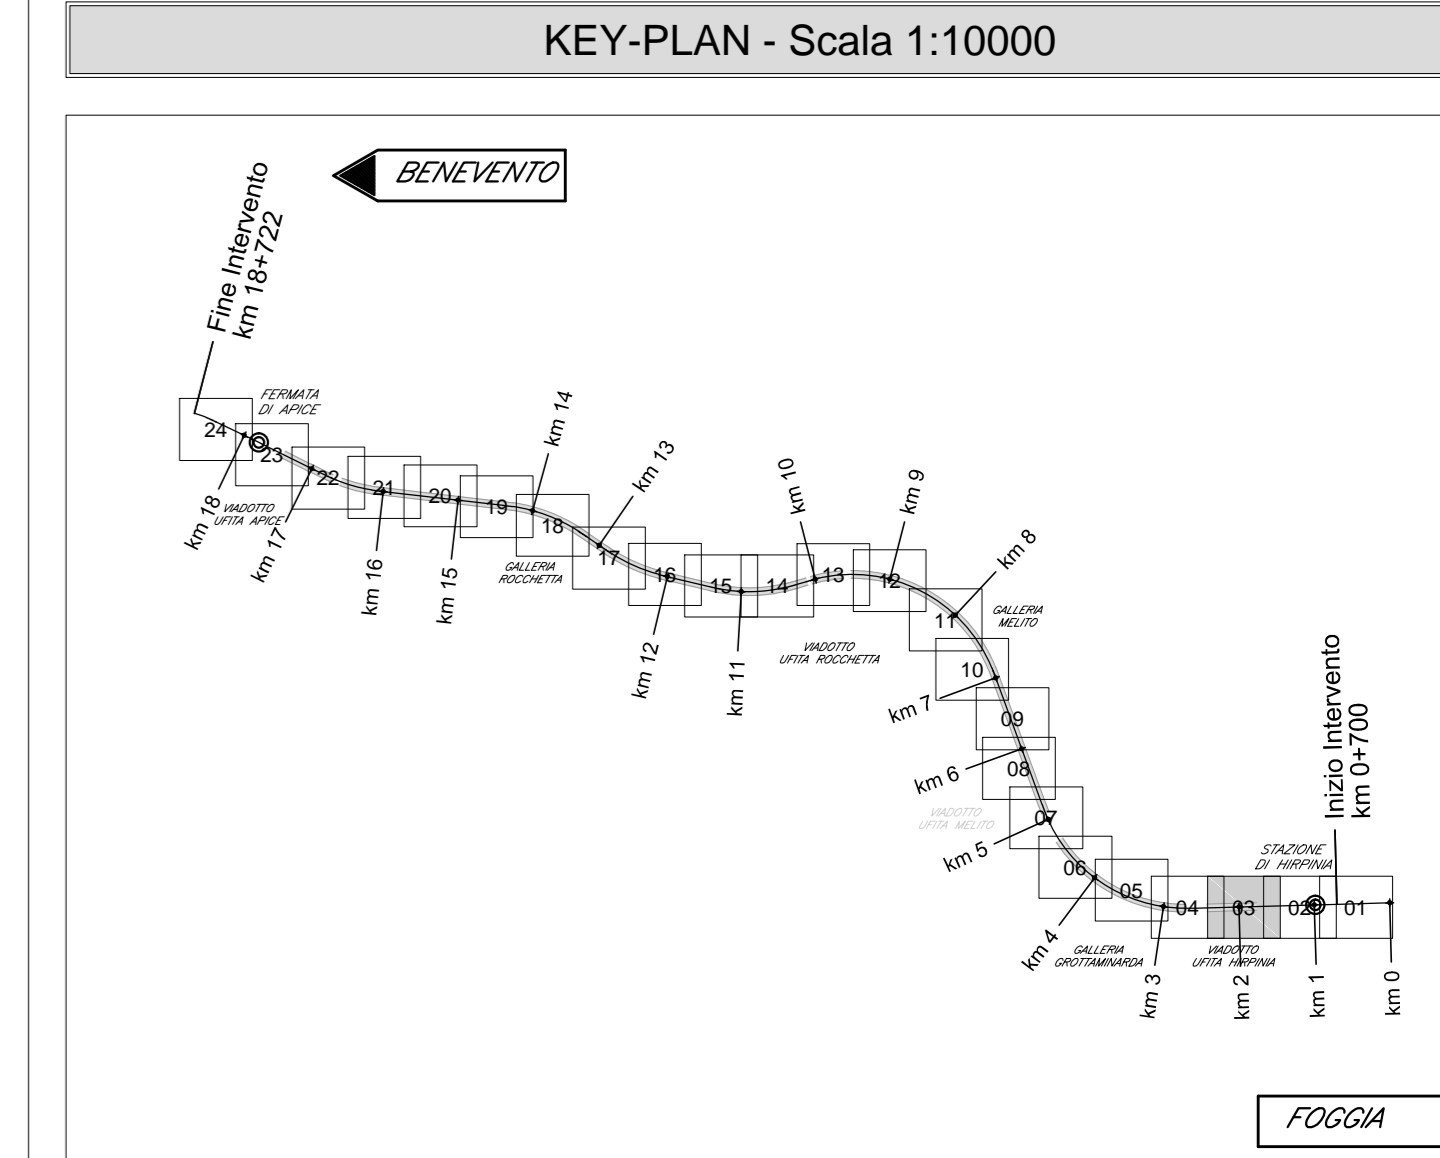 KEY-PLAN - Scala 1:10000
BENEVENTO
Fine Intervento
km 18+722
FERMATA
DI APICE
24
23
22
21
20
19
18
17
16
15
14
13
12
11
10
09
08
07
06
05
04
03
02
01
km 18
VIADOTTO
UFITA APICE
km 17
km 16
km 15
km 14
GALLERIA
ROCCHETTA
km 13
km 12
km 11
km 10
VIADOTTO
UFITA ROCCHETTA
km 9
km 8
GALLERIA
MELITO
km 7
km 6
VIADOTTO
UFITA MELITO
km 5
km 4
GALLERIA
GROTTAMINARDA
km 3
VIADOTTO
UFITA HIRPINIA
km 2
STAZIONE
DI HIRPINIA
km 1
Inizio Intervento
km 0+700
km 0
FOGGIA